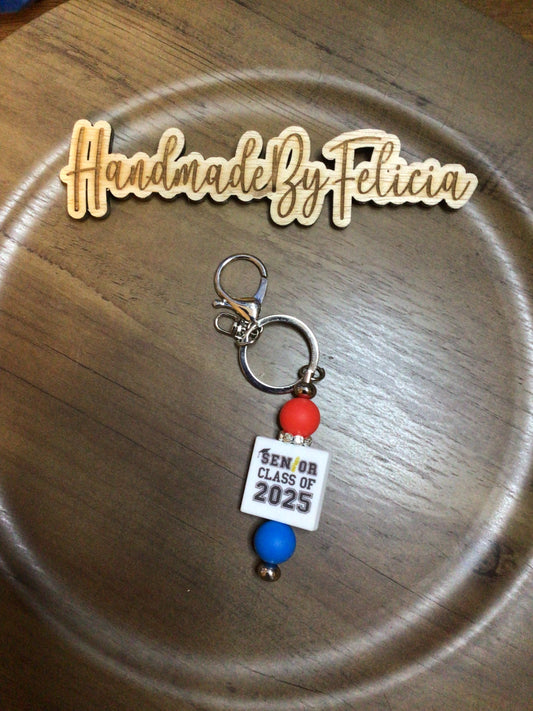 HandmadeByFelicia
SENIOR
CLASS OF
2025